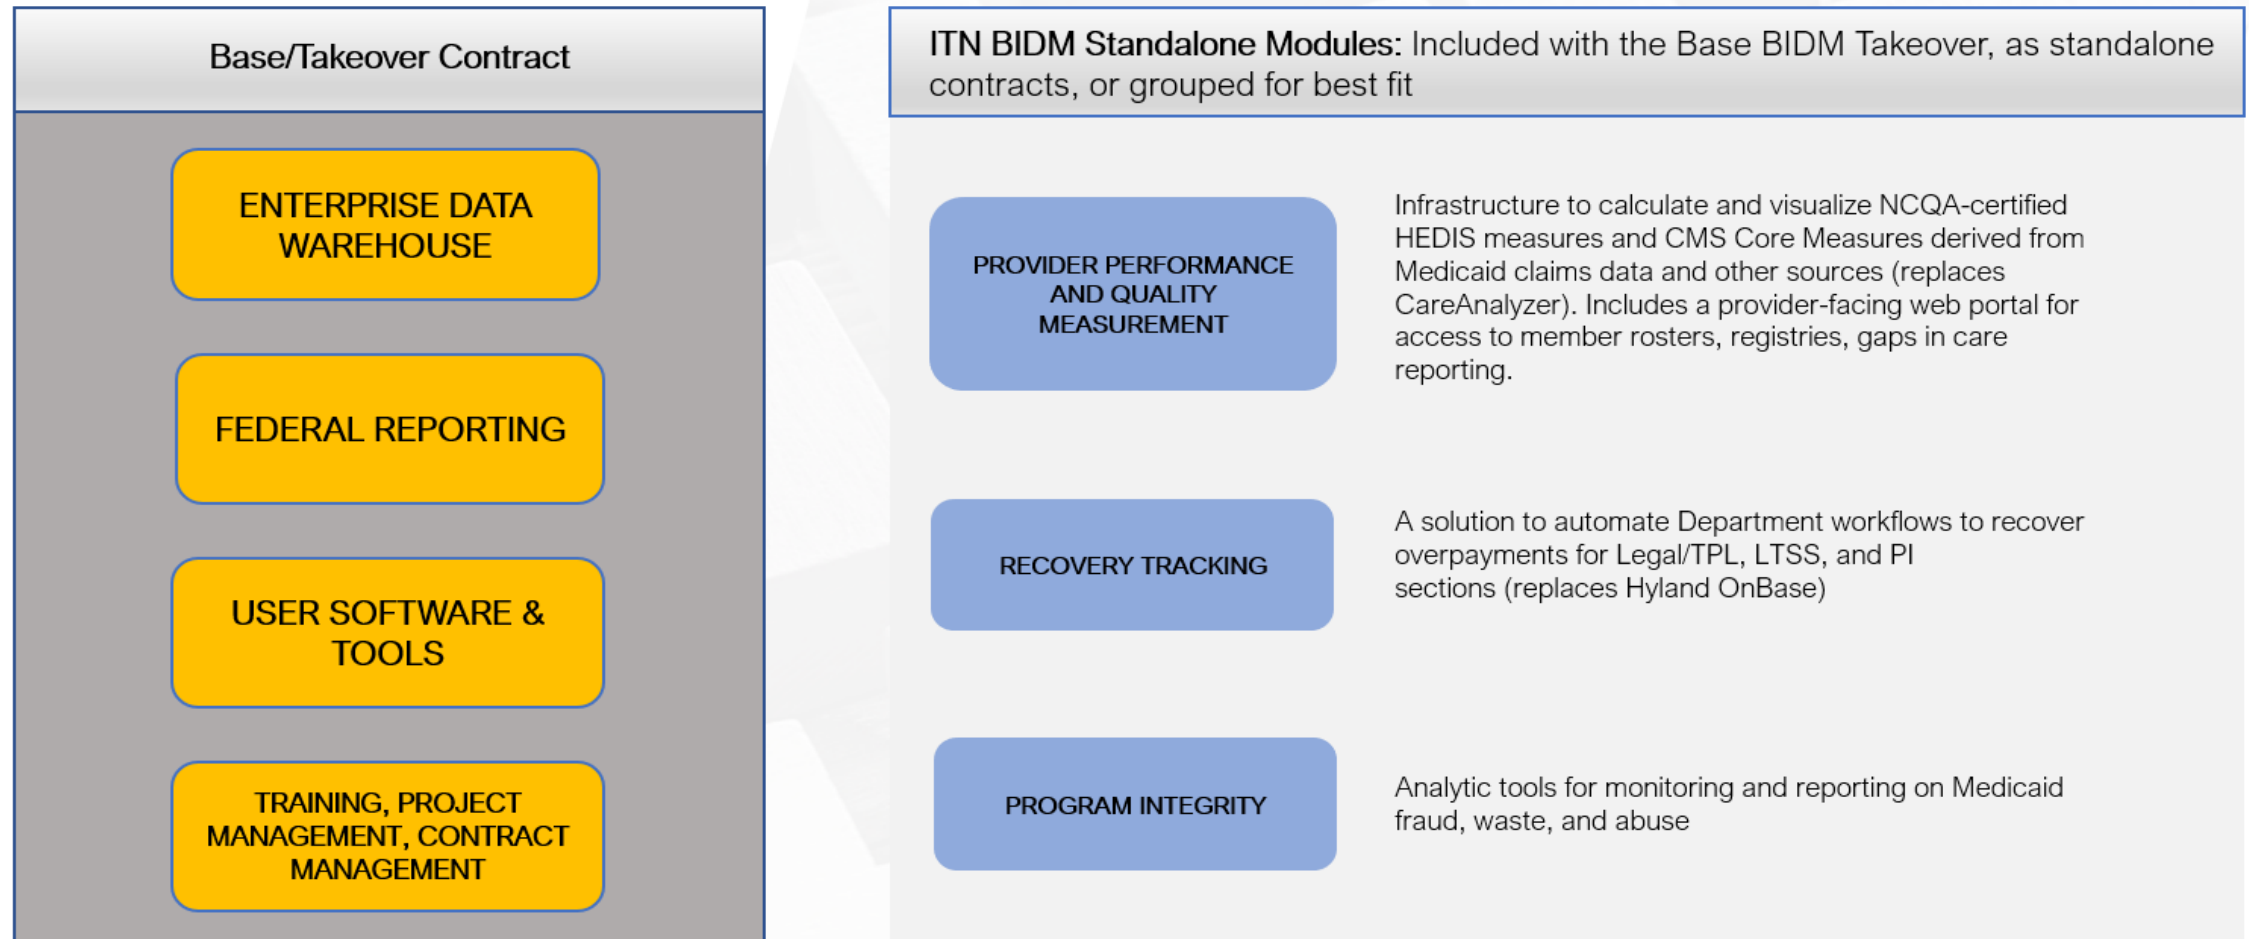 Base/Takeover Contract
ENTERPRISE DATA
WAREHOUSE
FEDERAL REPORTING
USER SOFTWARE &
TOOLS
TRAINING, PROJECT
MANAGEMENT, CONTRACT
MANAGEMENT
ITN BIDM Standalone Modules: Included with the Base BIDM Takeover, as standalone
contracts, or grouped for best fit
PROVIDER PERFORMANCE
AND QUALITY
MEASUREMENT
Infrastructure to calculate and visualize NCQA-certified
HEDIS measures and CMS Core Measures derived from
Medicaid claims data and other sources (replaces
CareAnalyzer). Includes a provider-facing web portal for
access to member rosters, registries, gaps in care
reporting.
RECOVERY TRACKING
A solution to automate Department workflows to recover
overpayments for Legal/TPL, LTSS, and PI
sections (replaces Hyland OnBase)
PROGRAM INTEGRITY
Analytic tools for monitoring and reporting on Medicaid
fraud, waste, and abuse